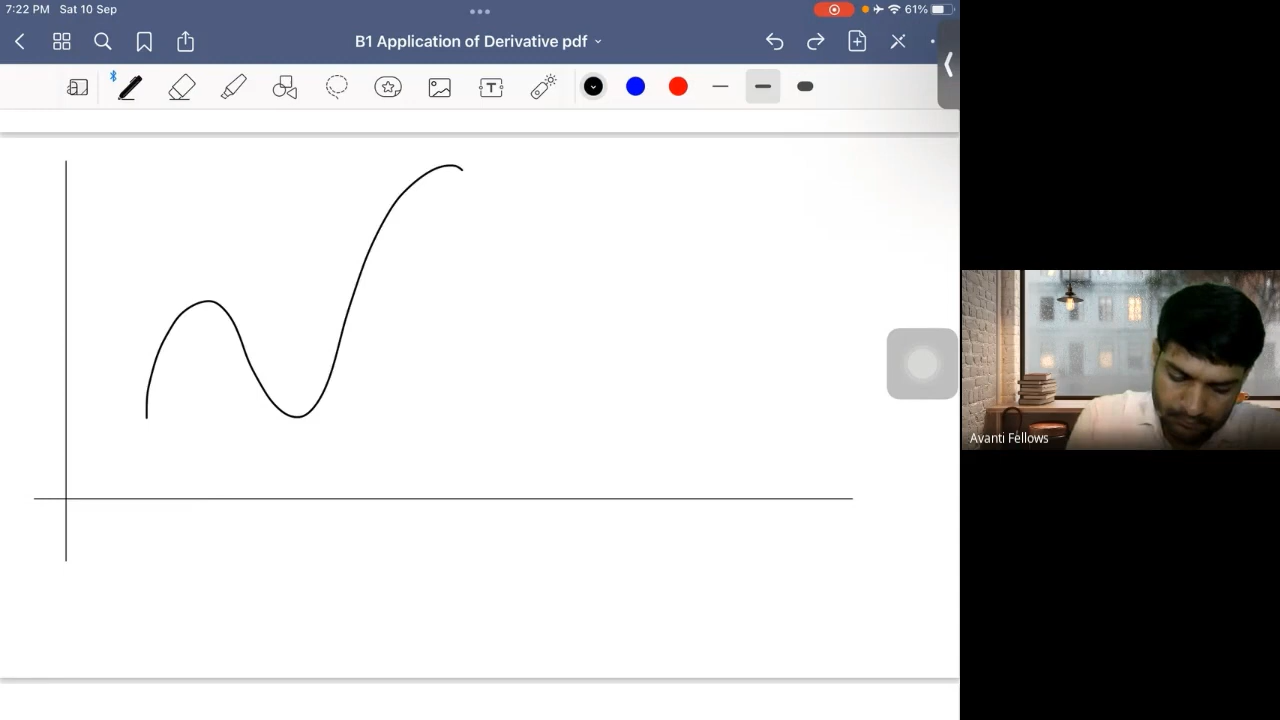 7:22 PM Sat 10 Sep
61%
B1 Application of Derivative pdf
T
Avanti Fellows